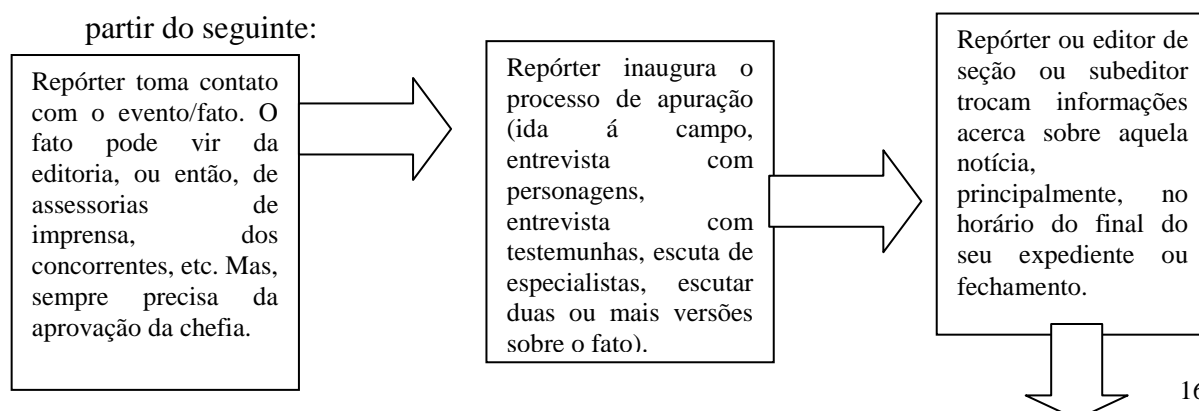 partir do seguinte:
Repórter toma contato
com o evento/fato. O
fato pode vir da
editoria, ou então, de
assessorias de
imprensa, dos
concorrentes, etc. Mas,
sempre precisa da
aprovação da chefia.
Repórter inaugura o
processo de apuração
(ida á campo,
entrevista com
personagens,
entrevista com
testemunhas, escuta de
especialistas, escutar
duas ou mais versões
sobre o fato).
Repórter ou editor de
seção ou subeditor
trocam informações
acerca sobre aquela
notícia,
principalmente, no
horário do final do
seu expediente ou
fechamento.
16